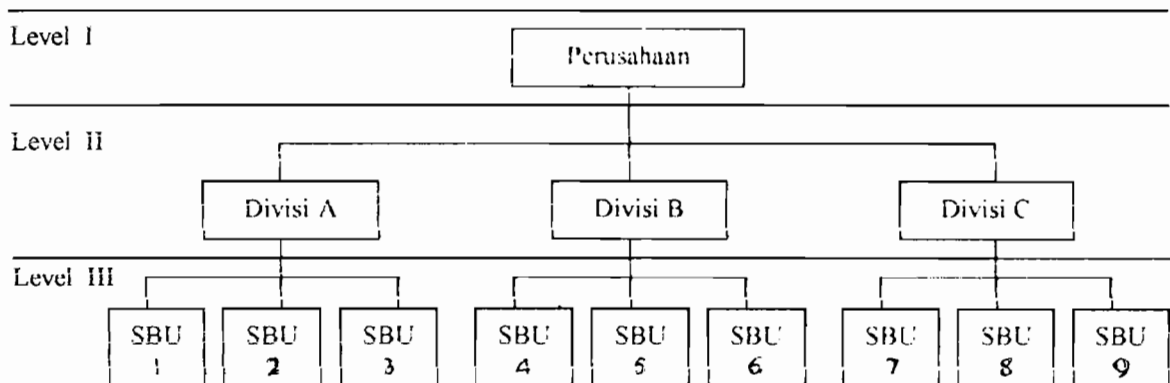 Level I
Perusahaan
Level II
Divisi A
Divisi B
Divisi C
Level III
SBU
1
SBU
2
SBU
3
SBU
4
SBU
5
SBU
6
SBU
7
SBU
8
SBU
9